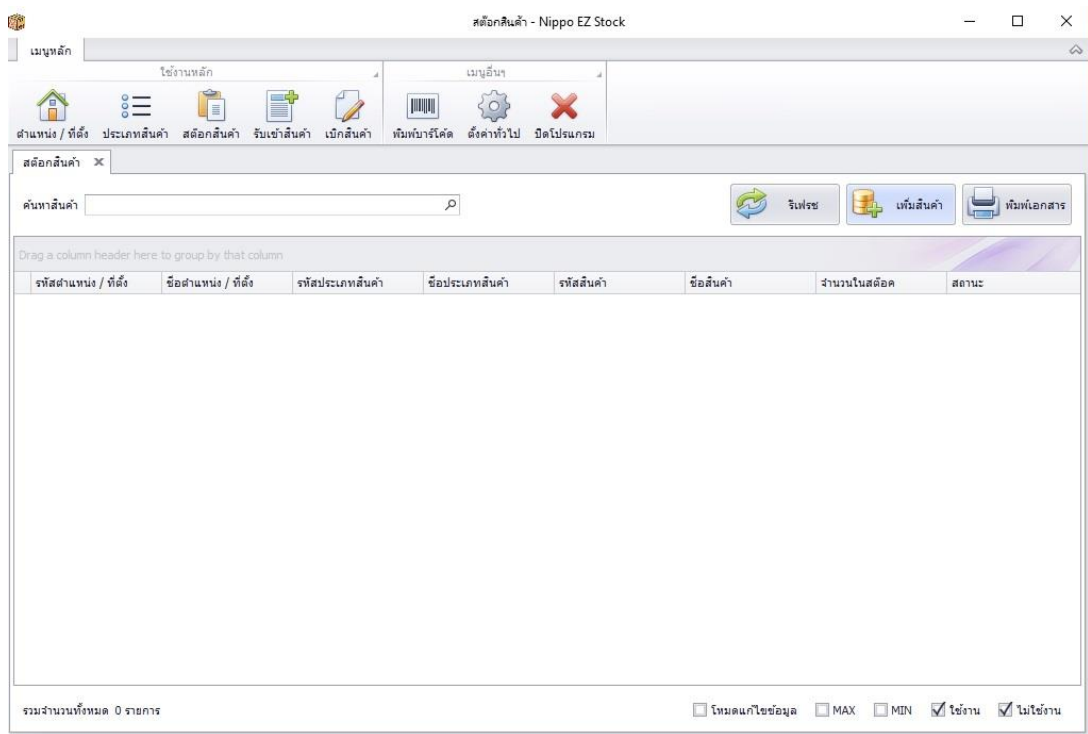 สต๊อกสินค้า - Nippo EZ Stock
เมนูหลัก
ใช้งานหลัก เมนูอื่นๆ
ตำแหน่ง / ที่ตั้ง ประเภทสินค้า สต๊อกสินค้า รับเข้าสินค้า เบิกสินค้า พิมพ์บาร์โค๊ด ตั้งค่าทั่วไป ปิดโปรแกรม
สต๊อกสินค้า
ค้นหาสินค้า รีเฟรช เพิ่มสินค้า พิมพ์เอกสาร
Drag a column header here to group by that column
รหัสตำแหน่ง / ที่ตั้ง ชื่อตำแหน่ง / ที่ตั้ง รหัสประเภทสินค้า ชื่อประเภทสินค้า รหัสสินค้า ชื่อสินค้า จำนวนในสต๊อค สถานะ
รวมจำนวนทั้งหมด 0 รายการ โหมดแก้ไขข้อมูล MAX MIN ใช้งาน ไม่ใช้งาน